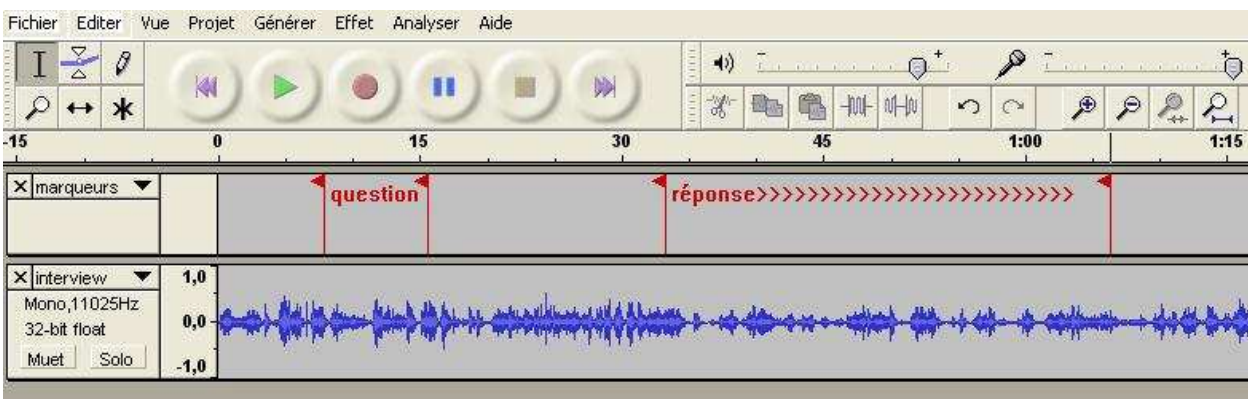 Fichier Editer Vue Projet Générer Effet Analyser Aide
-15 0 15 30 45 1:00 1:15
marqueurs
question réponse>>>>>>>>>>>>>>>>>>>>>>>>>
interview
Mono,11025Hz
32-bit float
Muet Solo
1,0
0,0
-1,0